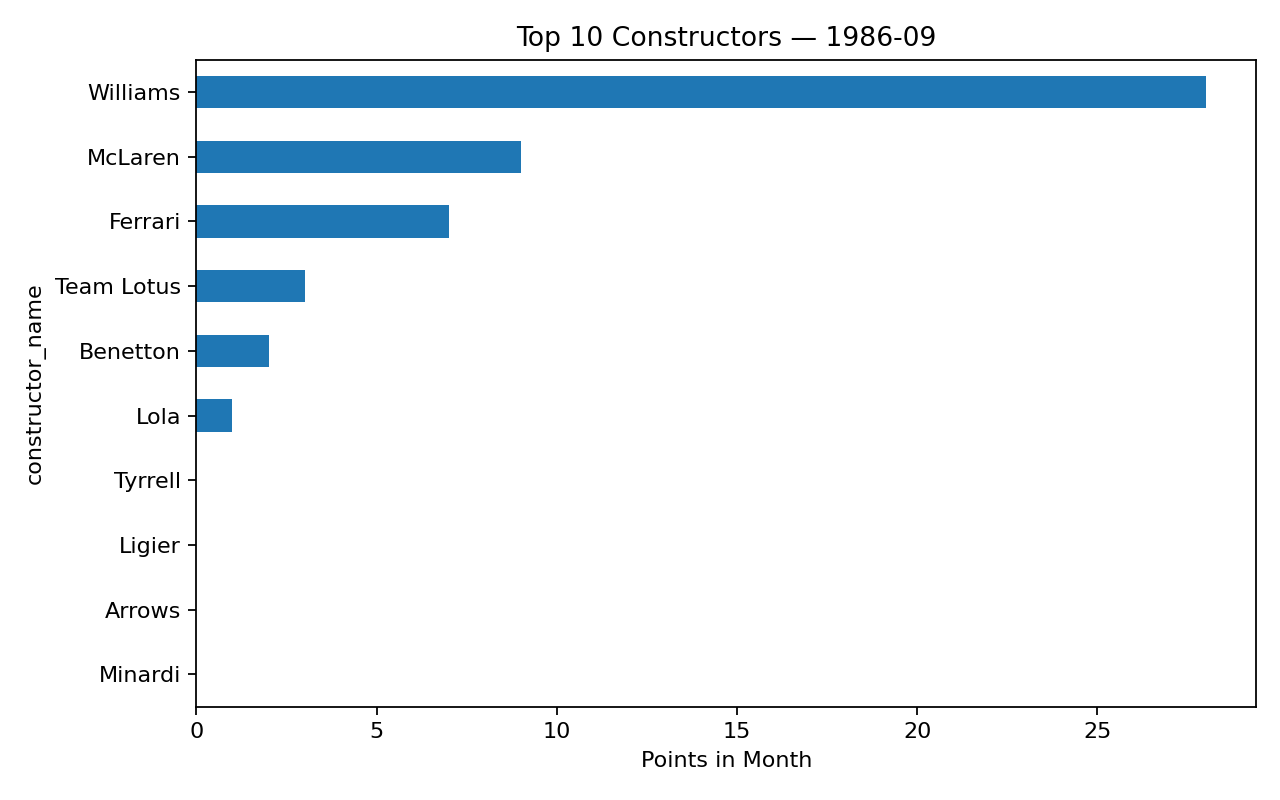 Top 10 Constructors — 1986-09
Williams
McLaren
Ferrari
Team Lotus
Benetton
Lola
Tyrrell
Ligier
Arrows
Minardi
constructor_name
0 5 10 15 20 25
Points in Month